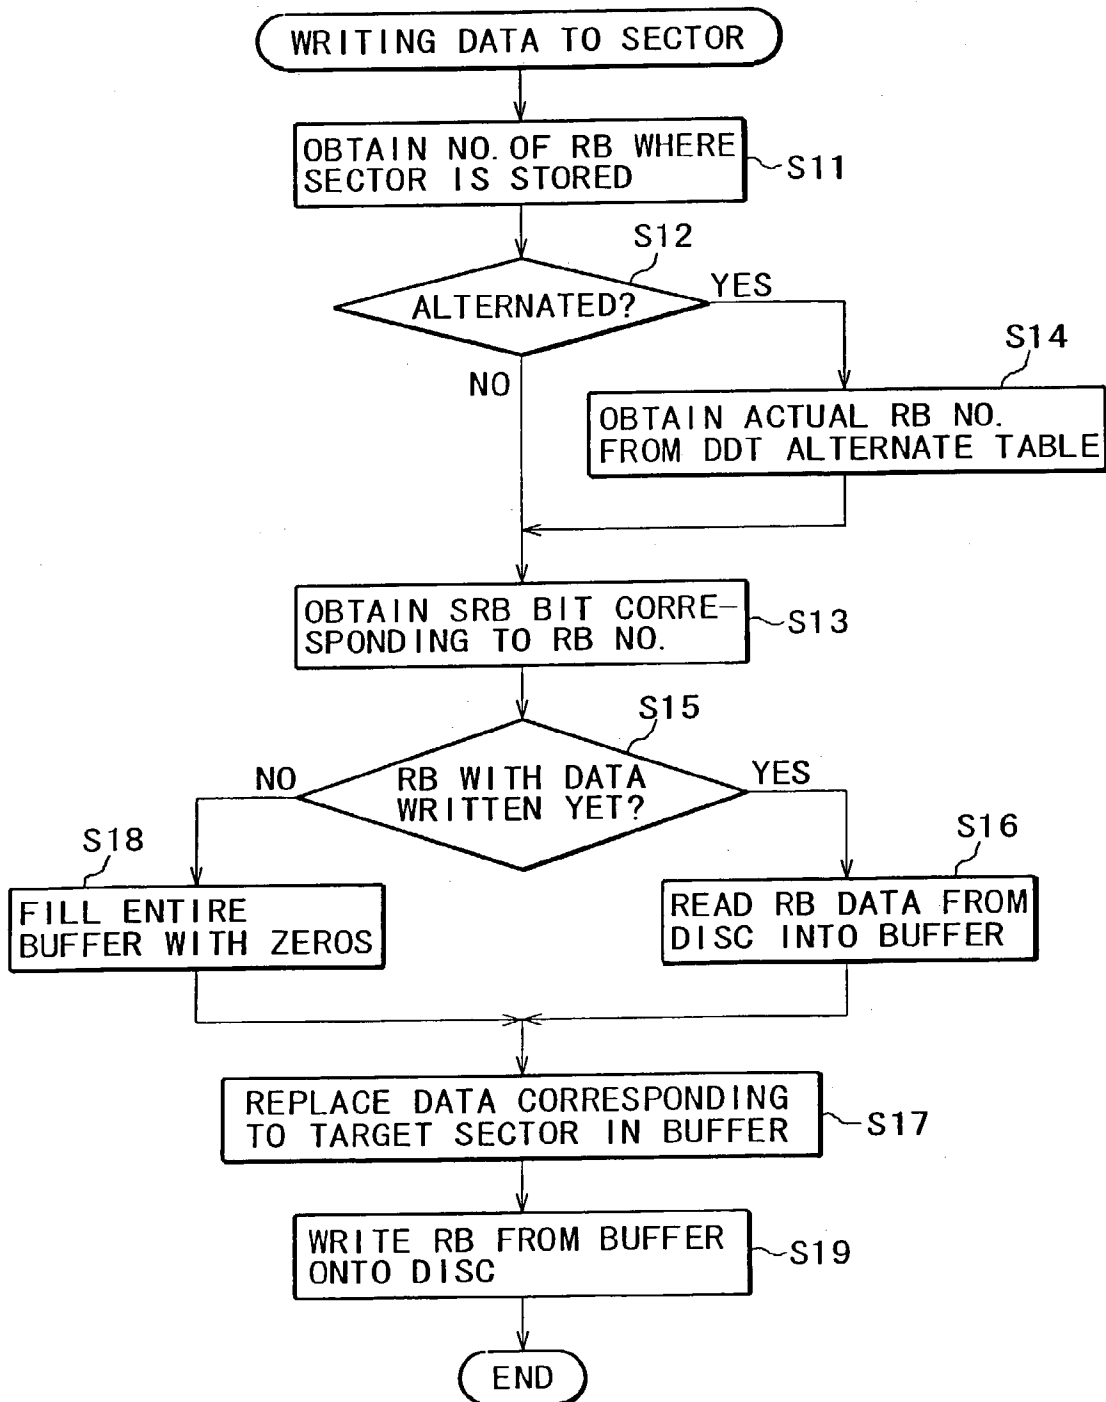 WRITING DATA TO SECTOR
OBTAIN NO. OF RB WHERE
SECTOR IS STORED
S11
S12
ALTERNATED?
YES
NO
S14
OBTAIN ACTUAL RB NO.
FROM DDT ALTERNATE TABLE
OBTAIN SRB BIT CORRE-
SPONDING TO RB NO.
S13
S15
RB WITH DATA
WRITTEN YET?
NO
YES
S18
FILL ENTIRE
BUFFER WITH ZEROS
S16
READ RB DATA FROM
DISC INTO BUFFER
REPLACE DATA CORRESPONDING
TO TARGET SECTOR IN BUFFER
S17
WRITE RB FROM BUFFER
ONTO DISC
S19
END